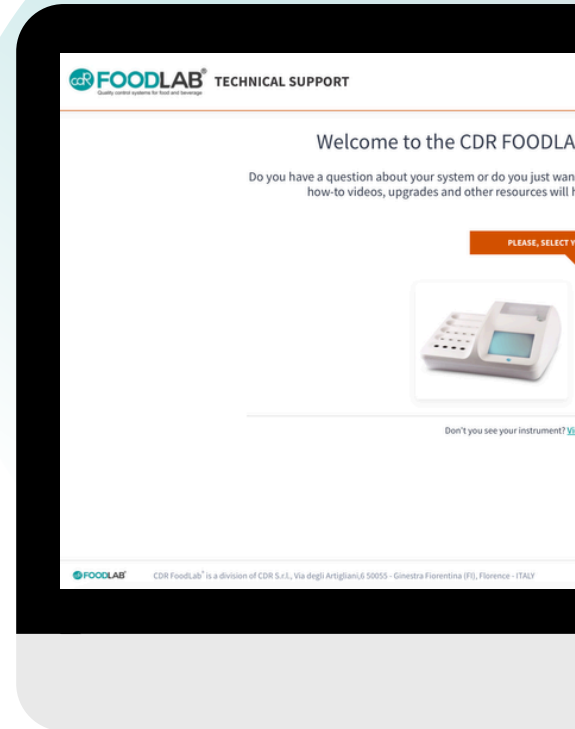 cdR FOODLAB® TECHNICAL SUPPORT
Quality control systems for food and beverage
Welcome to the CDR FOODLA
Do you have a question about your system or do you just wan
how-to videos, upgrades and other resources will h
PLEASE, SELECT Y
Don't you see your instrument? Vi
cdR FOODLAB® CDR FoodLab® is a division of CDR S.r.l., Via degli Artigliani,6 50055 - Ginestra Fiorentina (FI), Florence - ITALY